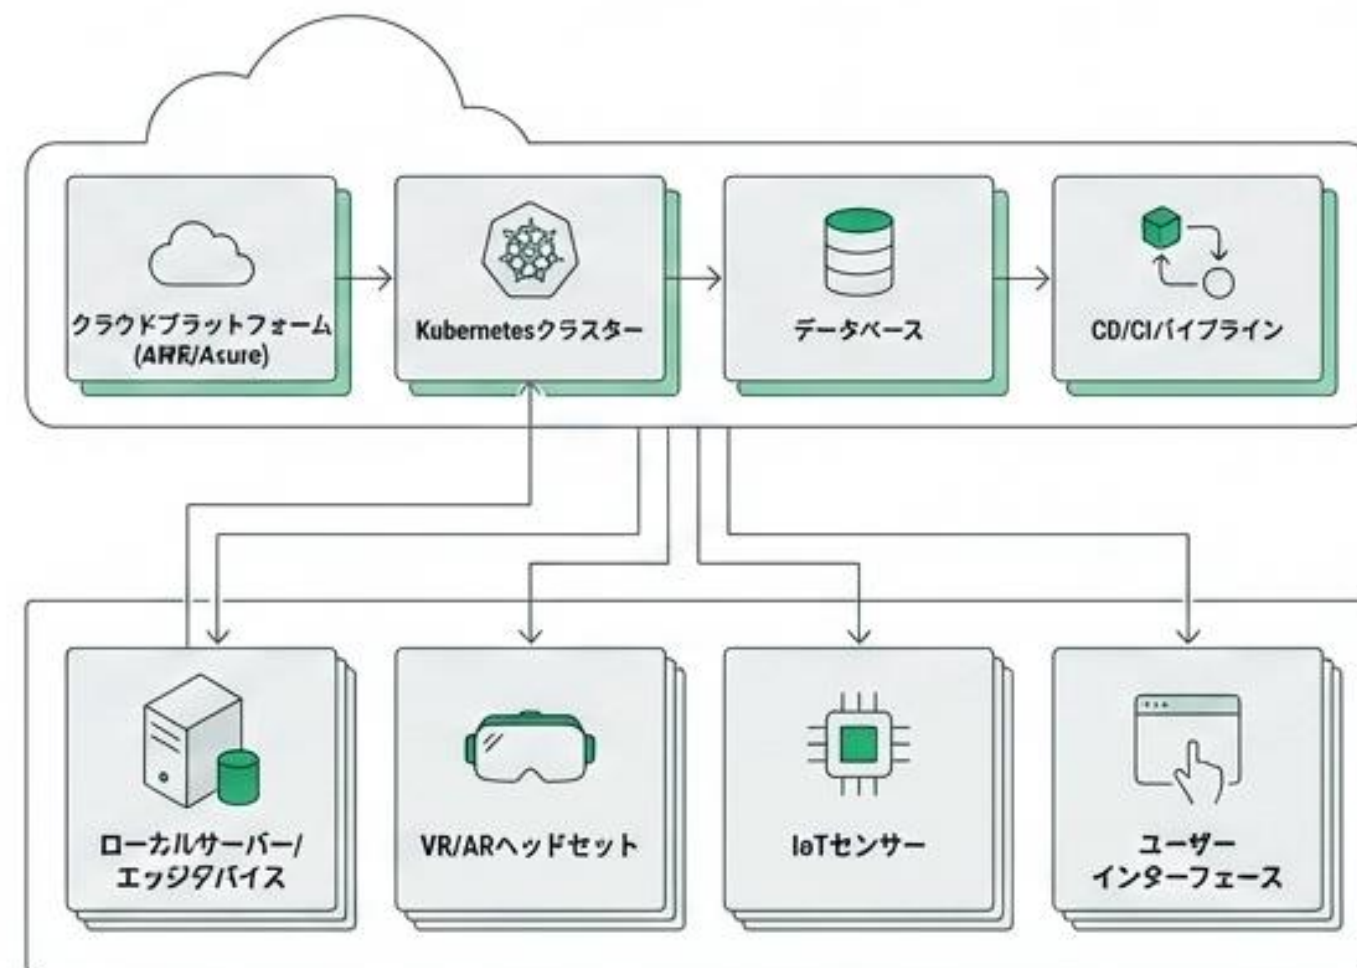 クラウドプラットフォーム
(AWR/Asure)
Kubernetesクラスター
データベース
CD/CIパイプライン
ローカルサーバー/
エッジダバイス
VR/ARヘッドセット
IoTセンサー
ユーザー
インターフェース